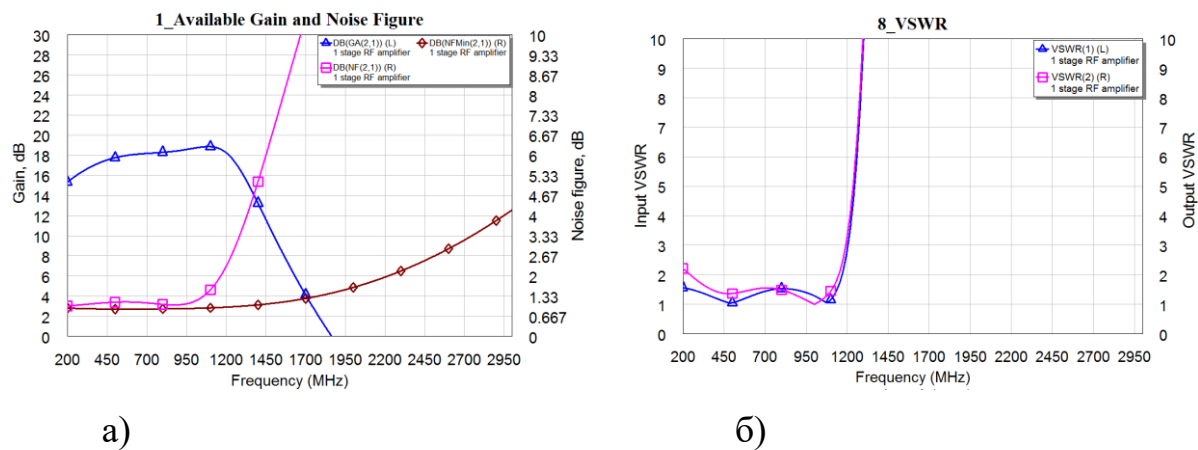 1_Available Gain and Noise Figure
DB(GA(2,1)) (L)
1 stage RF amplifier
DB(NFMin(2,1)) (R)
1 stage RF amplifier
DB(NF(2,1)) (R)
1 stage RF amplifier
30
28
26
24
22
20
18
16
14
12
10
8
6
4
2
0
Gain, dB
10
9.33
8.67
8
7.33
6.67
6
5.33
4.67
4
3.33
2.67
2
1.33
0.667
0
Noise figure, dB
200 450 700 950 1200 1450 1700 1950 2200 2450 2700 2950
Frequency (MHz)
а)
8_VSWR
VSWR(1) (L)
1 stage RF amplifier
VSWR(2) (R)
1 stage RF amplifier
10
9
8
7
6
5
4
3
2
1
0
Input VSWR
10
9
8
7
6
5
4
3
2
1
0
Output VSWR
200 450 700 950 1200 1450 1700 1950 2200 2450 2700 2950
Frequency (MHz)
б)